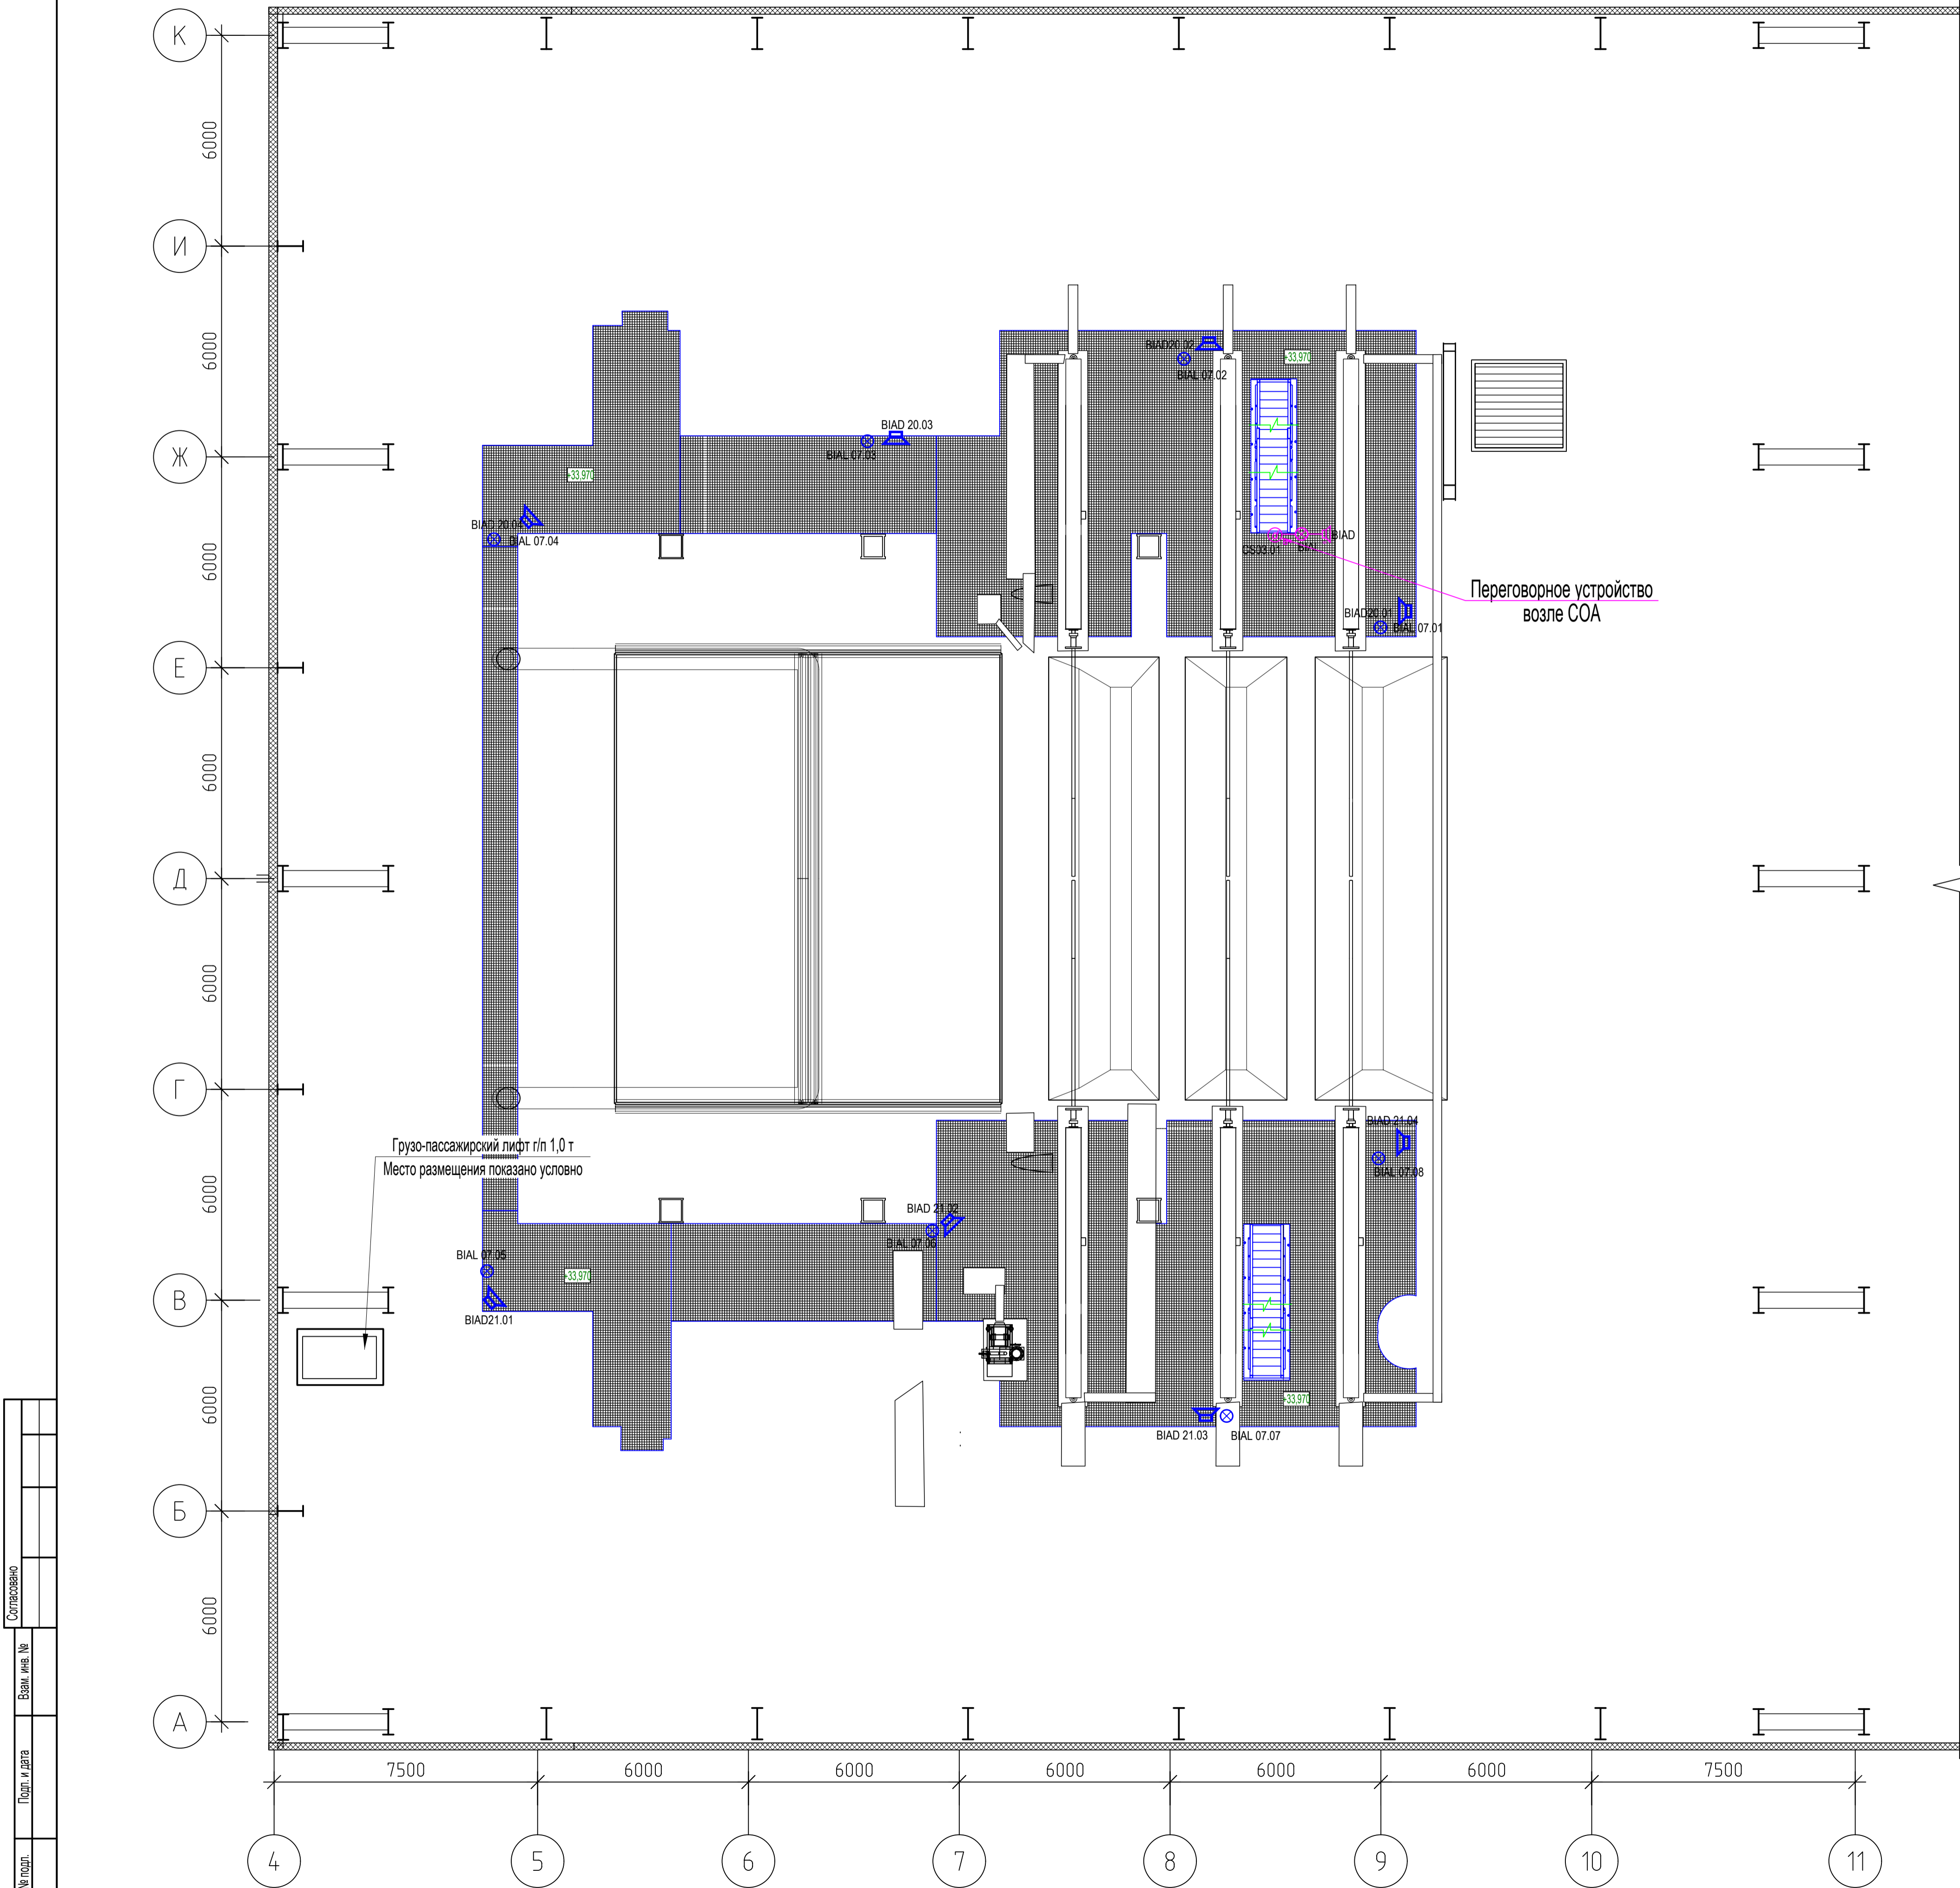 К
6000
И
6000
Ж
6000
Е
6000
Д
6000
Г
6000
В
6000
Б
6000
А
BIAD20.02
BIAL 07.02
+33,970
BIAD 20.03
BIAL 07.03
+33,970
BIAD 20.04
BIAL 07.04
CS03.01
BIAL
BIAD
Переговорное устройство
возле СОА
BIAD20.01
BIAL 07.01
BIAD 21.04
BIAL 07.08
Грузо-пассажирский лифт г/п 1,0 т
Место размещения показано условно
BIAD 21.02
BIAL 07.06
BIAL 07.05
+33,970
BIAD21.01
+33,970
BIAD 21.03
BIAL 07.07
Согласовано
Взам. инв. №
Подп. и дата
№ подл.
7500
6000
6000
6000
6000
6000
7500
4
5
6
7
8
9
10
11